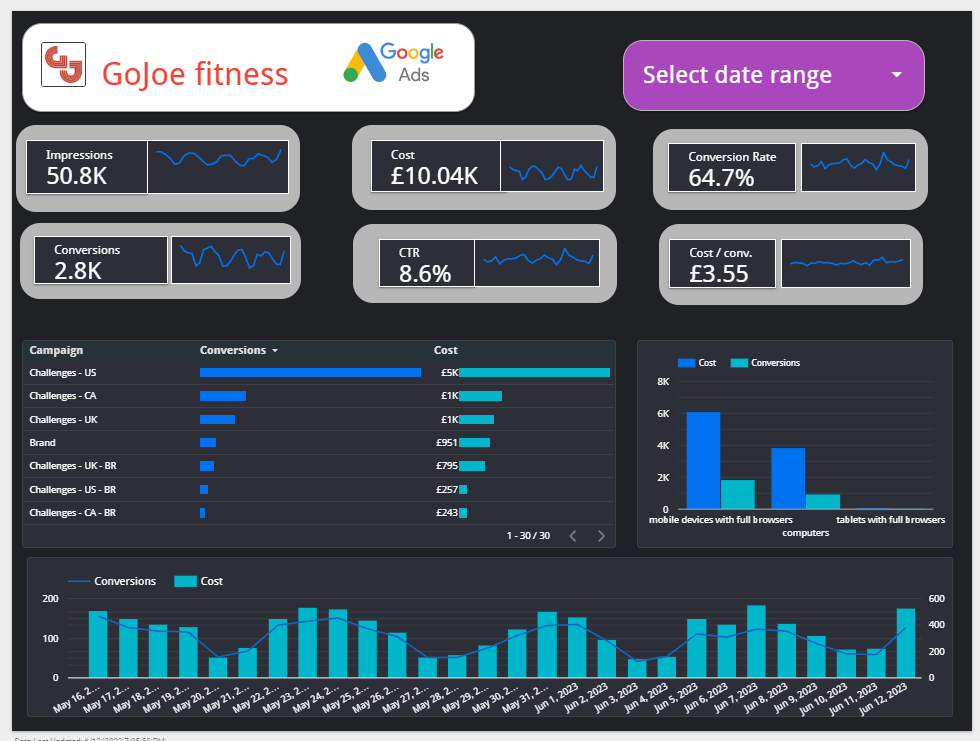 GoJoe fitness
Google
Ads
Select date range
Impressions
50.8K
Cost
£10.04K
Conversion Rate
64.7%
Conversions
2.8K
CTR
8.6%
Cost / conv.
£3.55
Campaign Conversions Cost
Challenges - US £5K
Challenges - CA £1K
Challenges - UK £1K
Brand £951
Challenges - UK - BR £795
Challenges - US - BR £257
Challenges - CA - BR £243
1 - 30 / 30
Cost Conversions
8K
6K
4K
2K
0
mobile devices with full browsers
computers
tablets with full browsers
Conversions Cost
200 600
400
100
200
0 0
May 16, 2…
May 17, 2…
May 18, 2…
May 19, 2…
May 20, 2…
May 21, 2…
May 22, 2…
May 23, 2…
May 24, 2…
May 25, 2…
May 26, 2…
May 27, 2…
May 28, 2…
May 29, 2…
May 30, 2…
May 31, 2…
Jun 1, 2023
Jun 2, 2023
Jun 3, 2023
Jun 4, 2023
Jun 5, 2023
Jun 6, 2023
Jun 7, 2023
Jun 8, 2023
Jun 9, 2023
Jun 10, 2023
Jun 11, 2023
Jun 12, 2023
Data Last Updated: